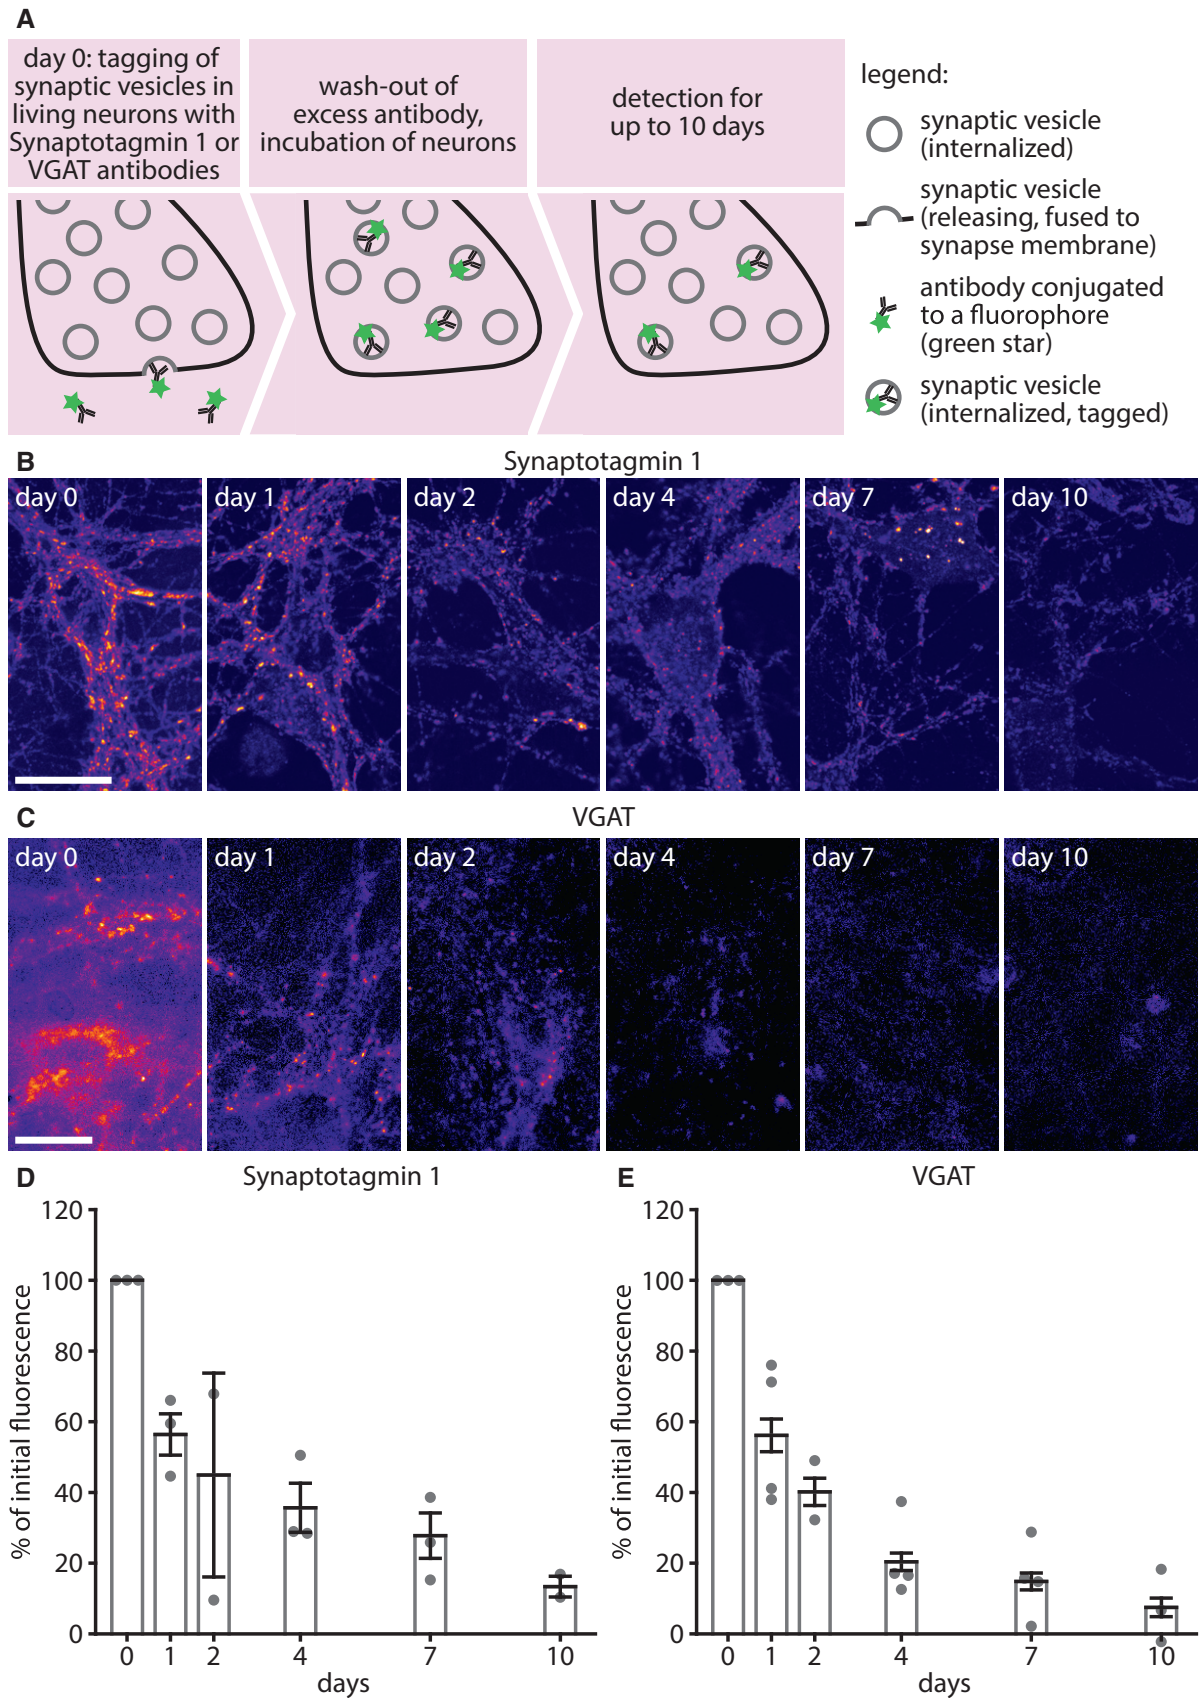 A
day 0: tagging of
synaptic vesicles in
living neurons with
Synaptotagmin 1 or
VGAT antibodies
wash-out of
excess antibody,
incubation of neurons
detection for
up to 10 days
legend:
synaptic vesicle
(internalized)
synaptic vesicle
(releasing, fused to
synapse membrane)
antibody conjugated
to a fluorophore
(green star)
synaptic vesicle
(internalized, tagged)
B
Synaptotagmin 1
day 0
day 1
day 2
day 4
day 7
day 10
C
VGAT
day 0
day 1
day 2
day 4
day 7
day 10
D
Synaptotagmin 1
% of initial fluorescence
120
100
80
60
40
20
0
0
1
2
4
7
10
days
E
VGAT
% of initial fluorescence
120
100
80
60
40
20
0
0
1
2
4
7
10
days